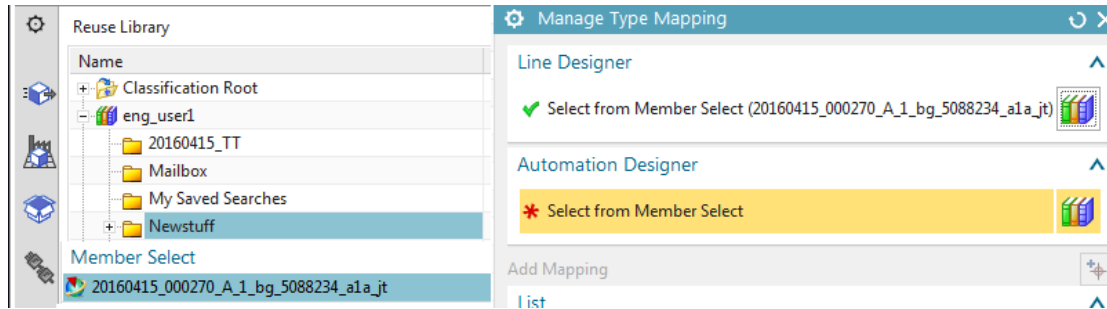 Reuse Library
Name
Classification Root
eng_user1
20160415_TT
Mailbox
My Saved Searches
Newstuff
Member Select
20160415_000270_A_1_bg_5088234_a1a_jt
Manage Type Mapping
Line Designer
Select from Member Select (20160415_000270_A_1_bg_5088234_a1a_jt)
Automation Designer
Select from Member Select
Add Mapping
List